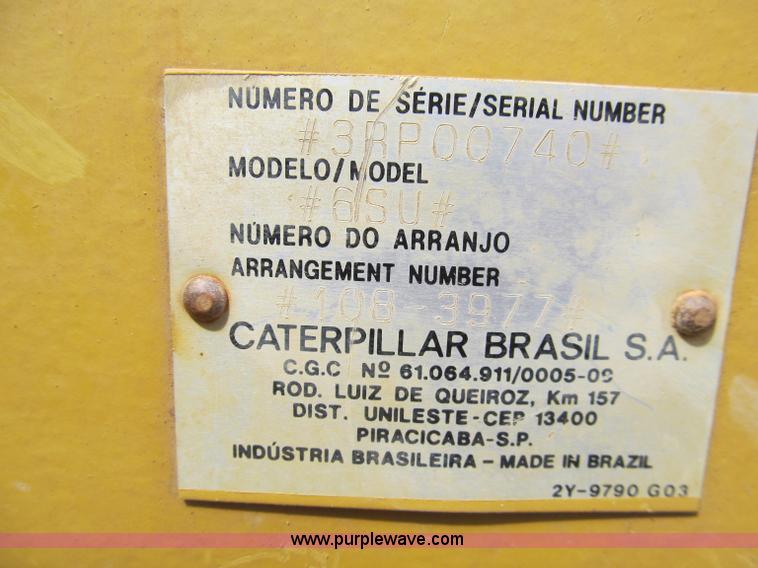 NÚMERO DE SÉRIE/SERIAL NUMBER
#3RP00740#
MODELO/MODEL
#6SU#
NÚMERO DO ARRANJO
ARRANGEMENT NUMBER
#108-3977#
CATERPILLAR BRASIL S.A.
C.G.C Nº 61.064.911/0005-09
ROD. LUIZ DE QUEIROZ, Km 157
DIST. UNILESTE-CEP 13400
PIRACICABA-S.P.
INDÚSTRIA BRASILEIRA - MADE IN BRAZIL
2Y-9790 G03
www.purplewave.com